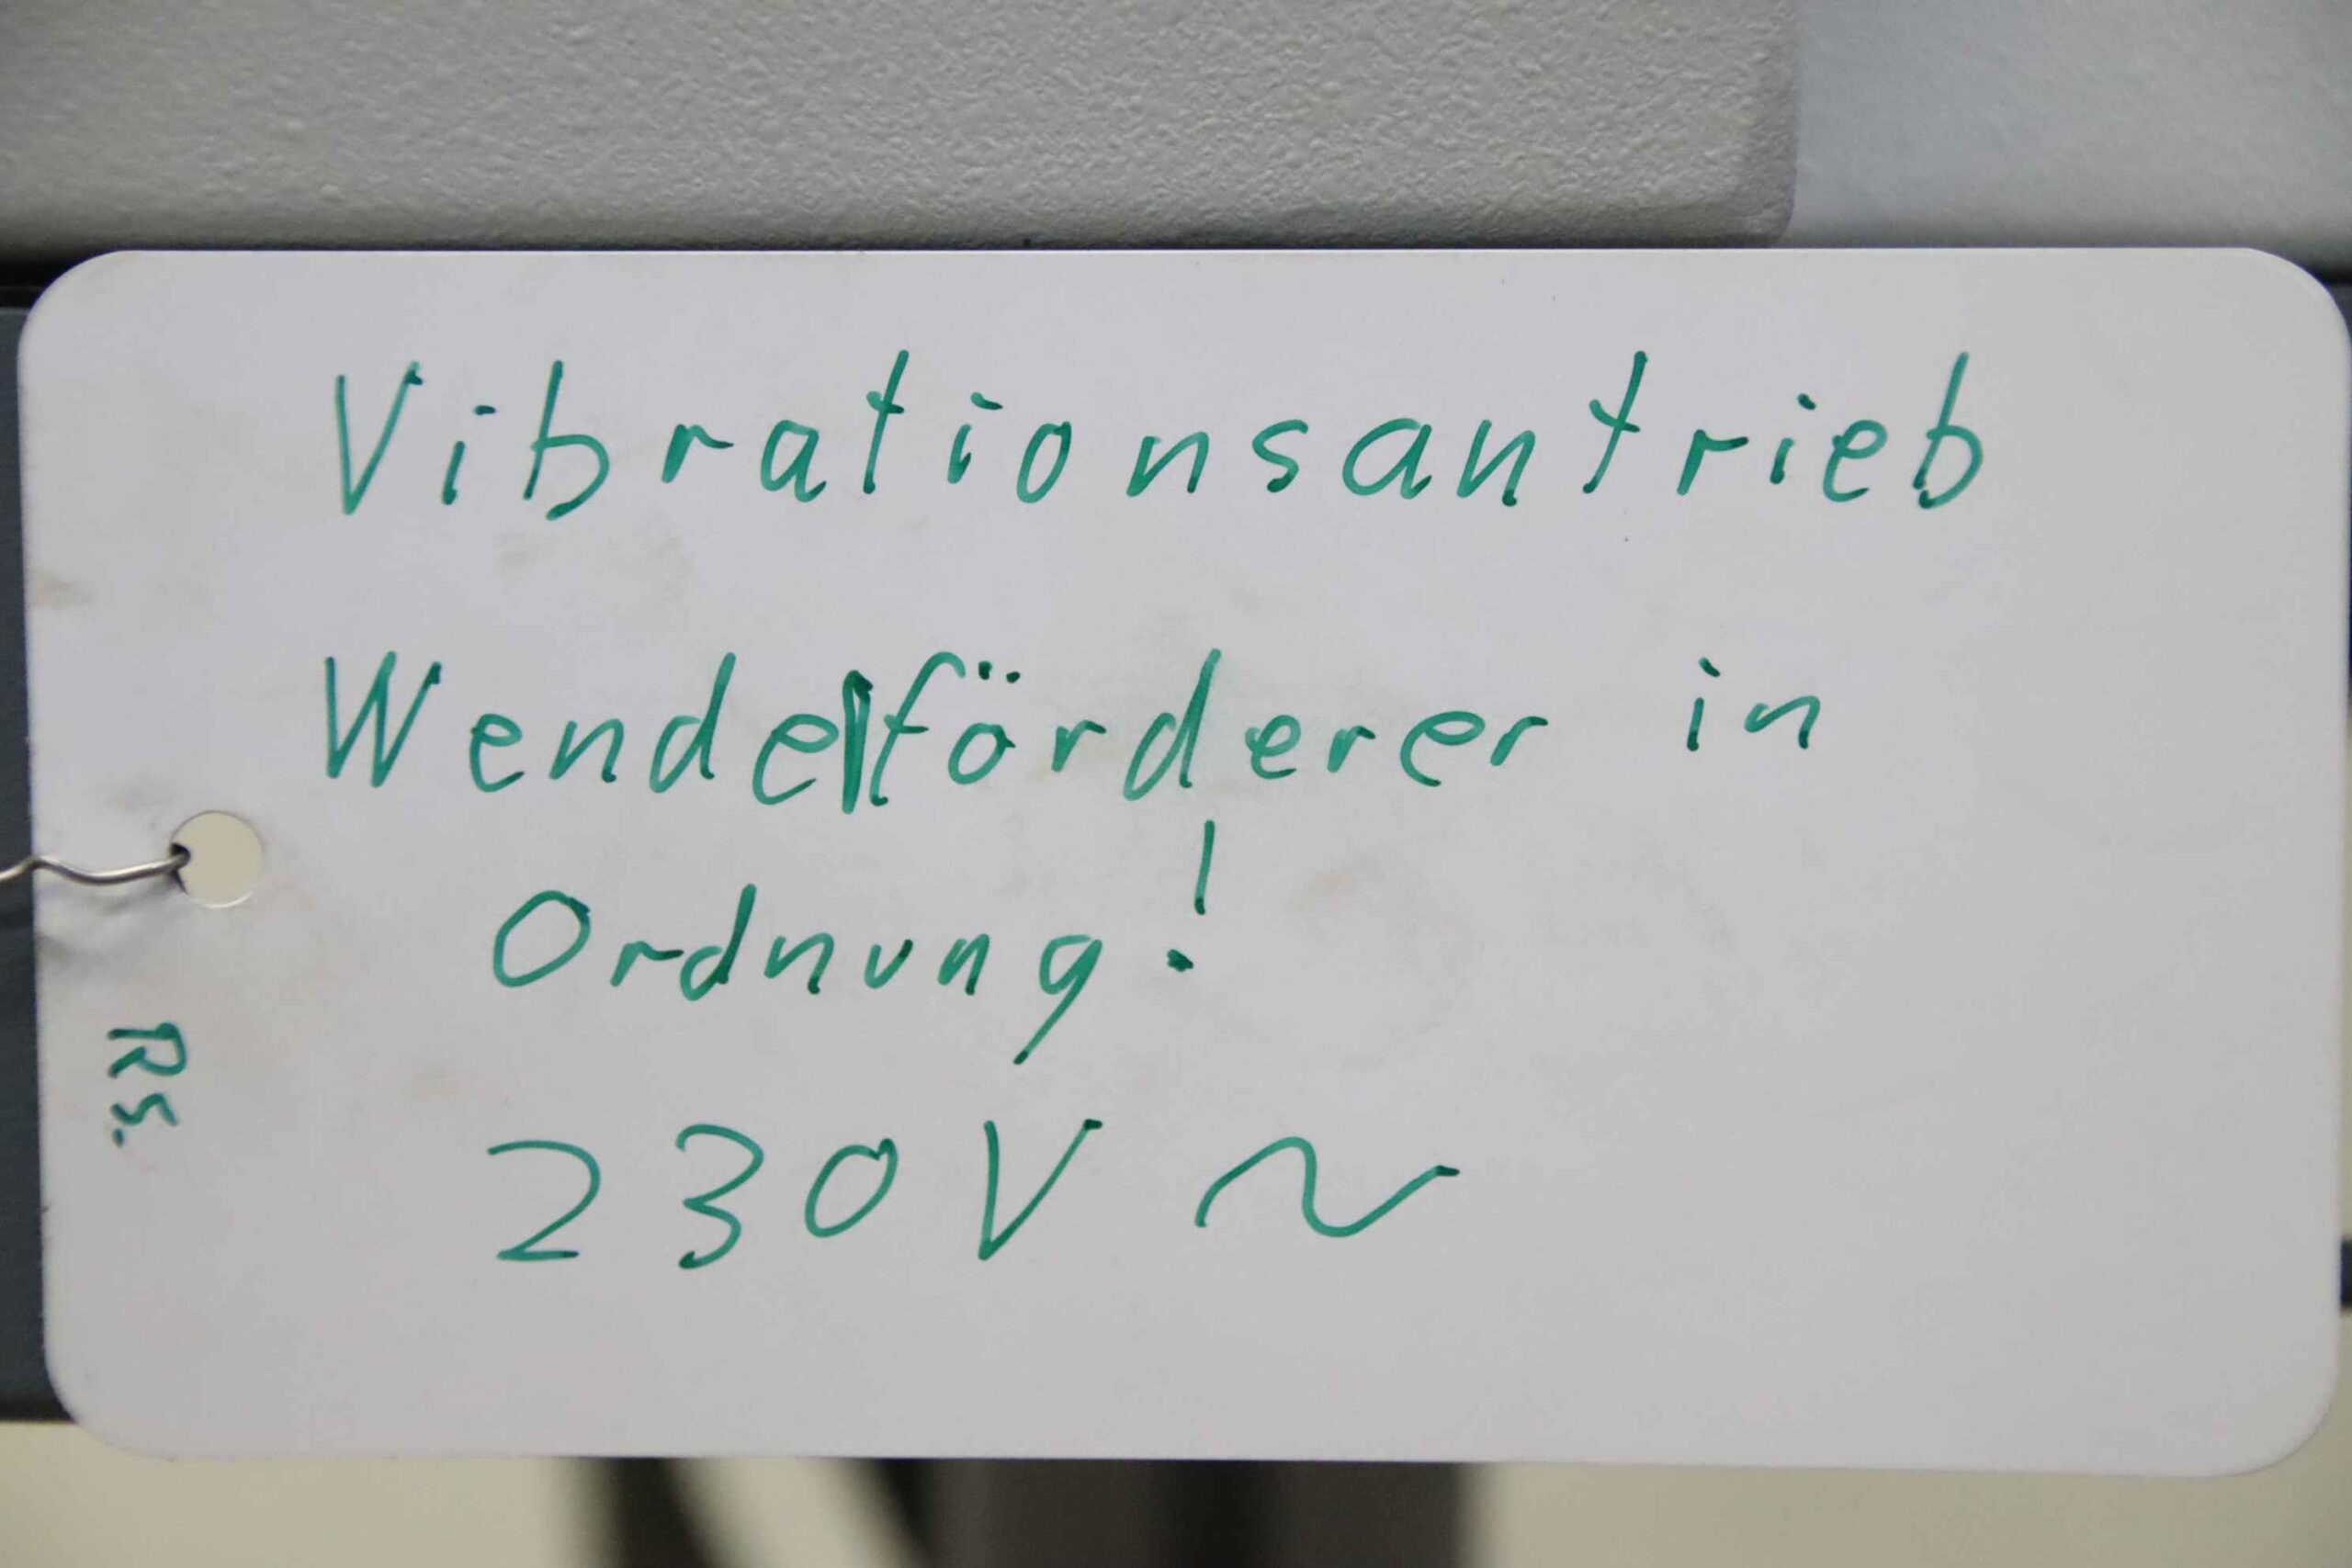 Vibrationsantrieb
Wendelförderer in
Ordnung!
230V ~
RS.